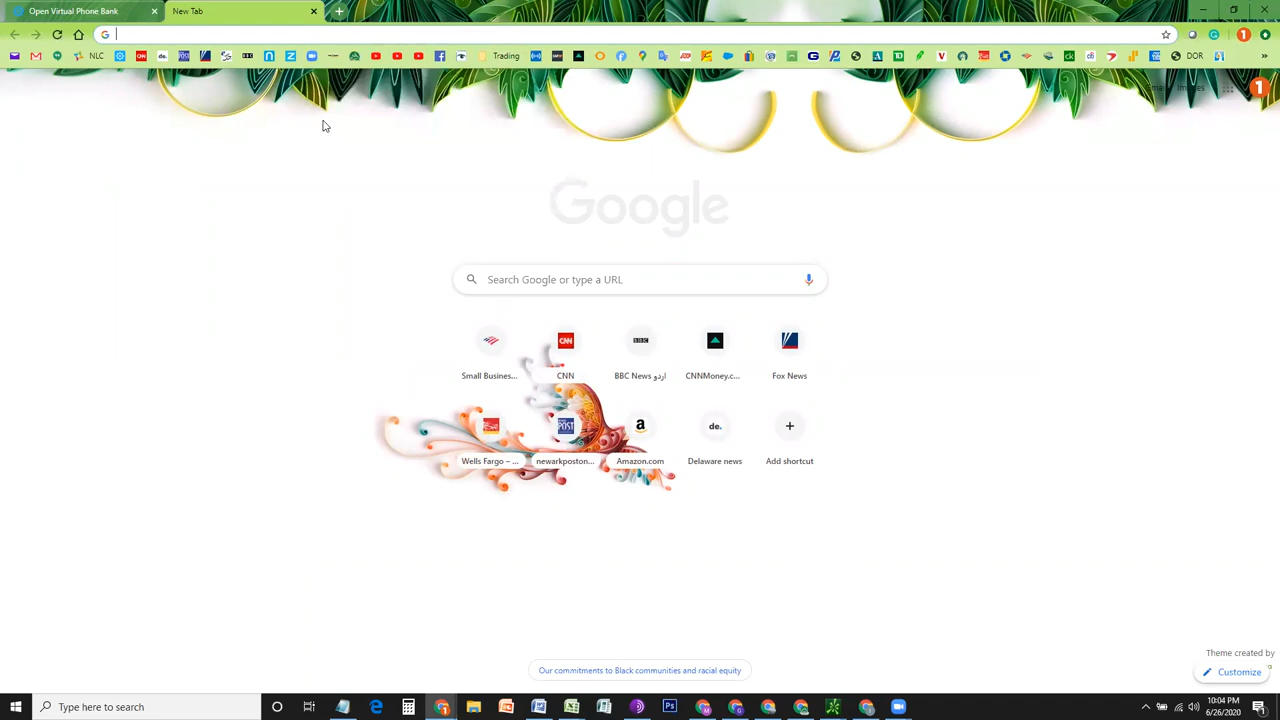 Open Virtual Phone Bank
New Tab
NLC
Trading
DOR
Images
Google
Search Google or type a URL
Small Busines...
CNN
BBC News اردو
CNNMoney.c...
Fox News
Wells Fargo – ...
newarkposton...
Amazon.com
Delaware news
Add shortcut
Our commitments to Black communities and racial equity
Theme created by
Customize
Type here to search
10:04 PM
6/26/2020